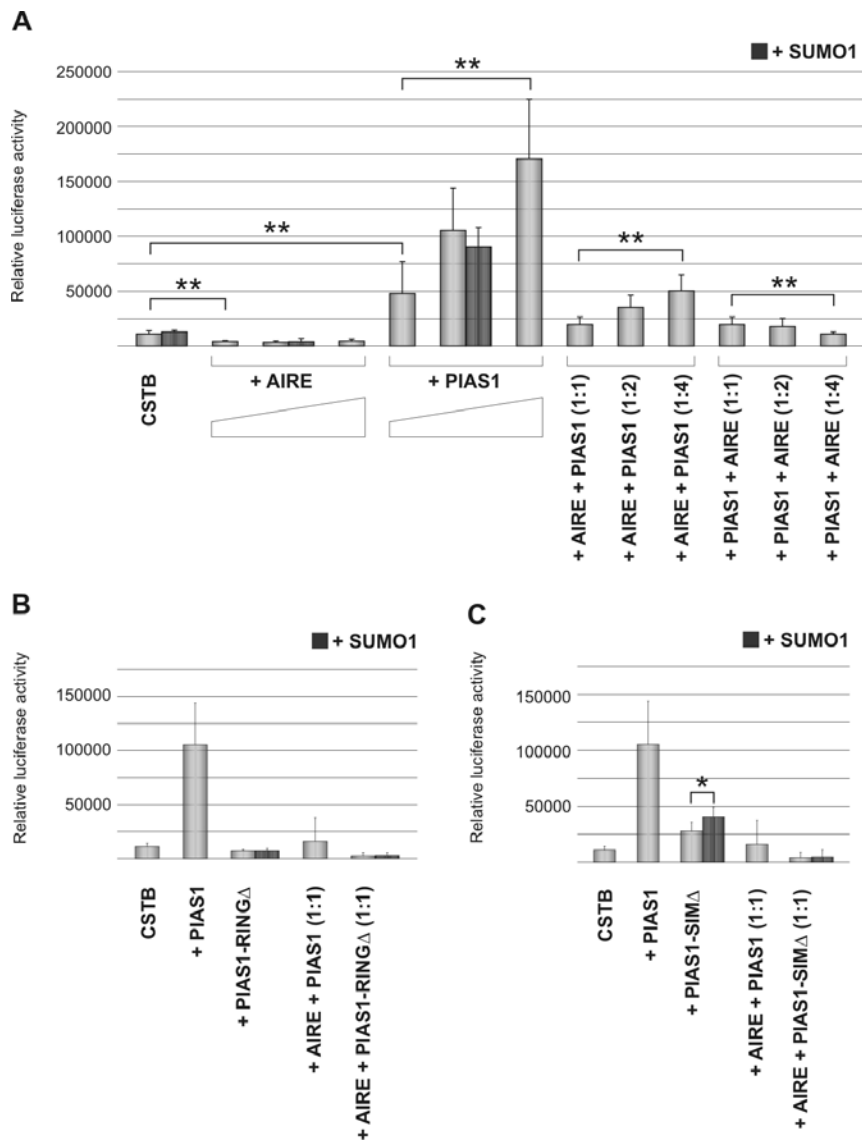 A
+ SUMO1
Relative luciferase activity
250000
200000
150000
100000
50000
**
**
**
**
**
CSTB
+ AIRE
+ PIAS1
+ AIRE + PIAS1 (1:1)
+ AIRE + PIAS1 (1:2)
+ AIRE + PIAS1 (1:4)
+ PIAS1 + AIRE (1:1)
+ PIAS1 + AIRE (1:2)
+ PIAS1 + AIRE (1:4)
B
+ SUMO1
Relative luciferase activity
150000
100000
50000
CSTB
+ PIAS1
+ PIAS1-RINGΔ
+ AIRE + PIAS1 (1:1)
+ AIRE + PIAS1-RINGΔ (1:1)
C
+ SUMO1
Relative luciferase activity
150000
100000
50000
*
CSTB
+ PIAS1
+ PIAS1-SIMΔ
+ AIRE + PIAS1 (1:1)
+ AIRE + PIAS1-SIMΔ (1:1)